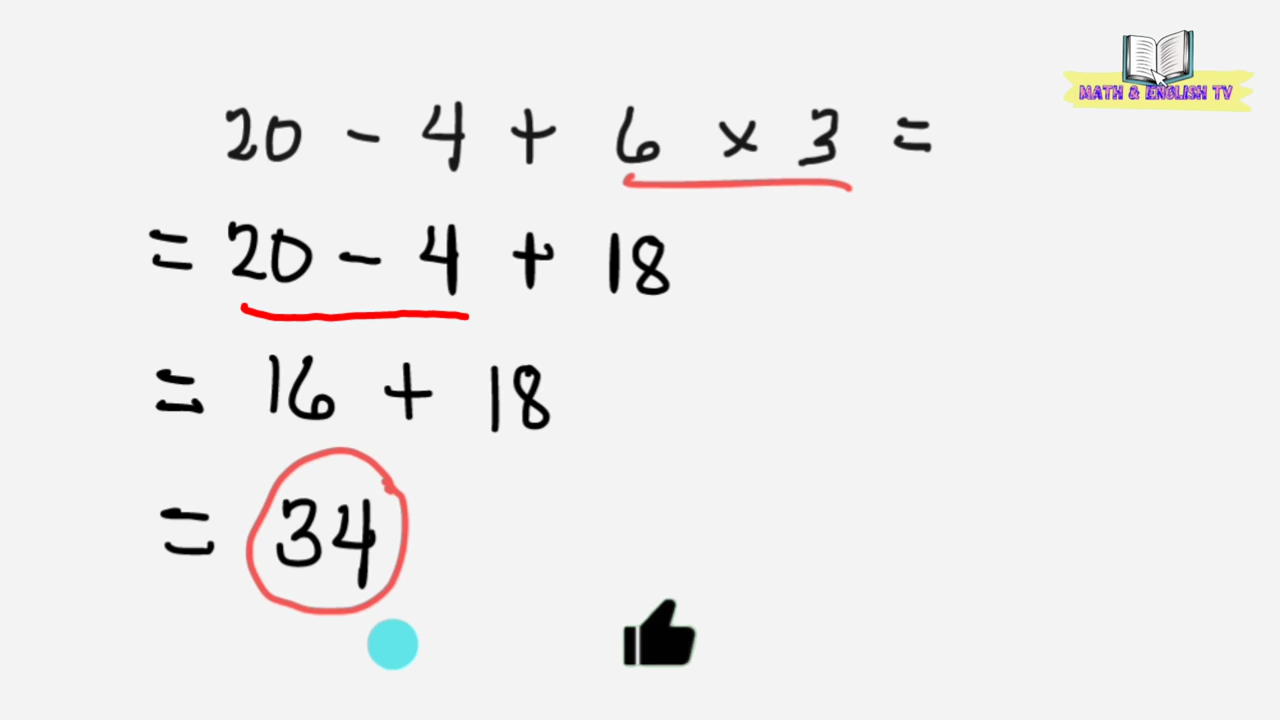 MATH & ENGLISH TV
20 - 4 + 6 × 3 =
= 20 - 4 + 18
= 16 + 18
= 34